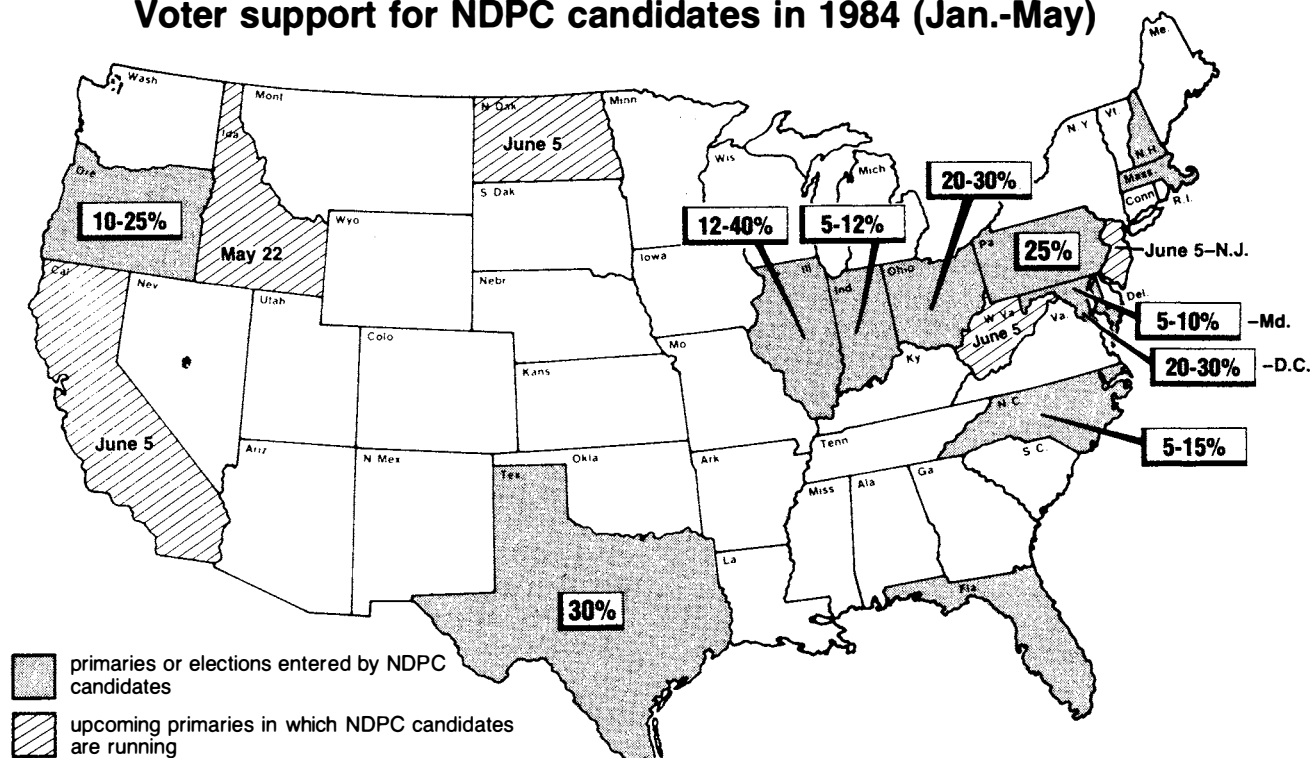 Voter support for NDPC candidates in 1984 (Jan.-May)
Me.
Wash
Mont
N Dak
Minn
N.Y
Vt
Ida
June 5
N.H.
Wis
Mich
Mass
Ore
S Dak
20-30%
Conn
R.I.
10-25%
Wyo
12-40%
5-12%
May 22
Iowa
Pa
25%
June 5–N.J.
Cal
Nev
Nebr
Ill
Ind
Ohio
Utah
Del.
W Va
Va.
5-10% –Md.
June 5
Colo
Mo
Ky
20-30% –D.C.
Kans
N C
June 5
Tenn
5-15%
Ariz
N Mex
Okla
Ark
S C.
Tex.
Miss
Ala
Ga
La
Fla
30%
primaries or elections entered by NDPC
candidates
upcoming primaries in which NDPC candidates
are running